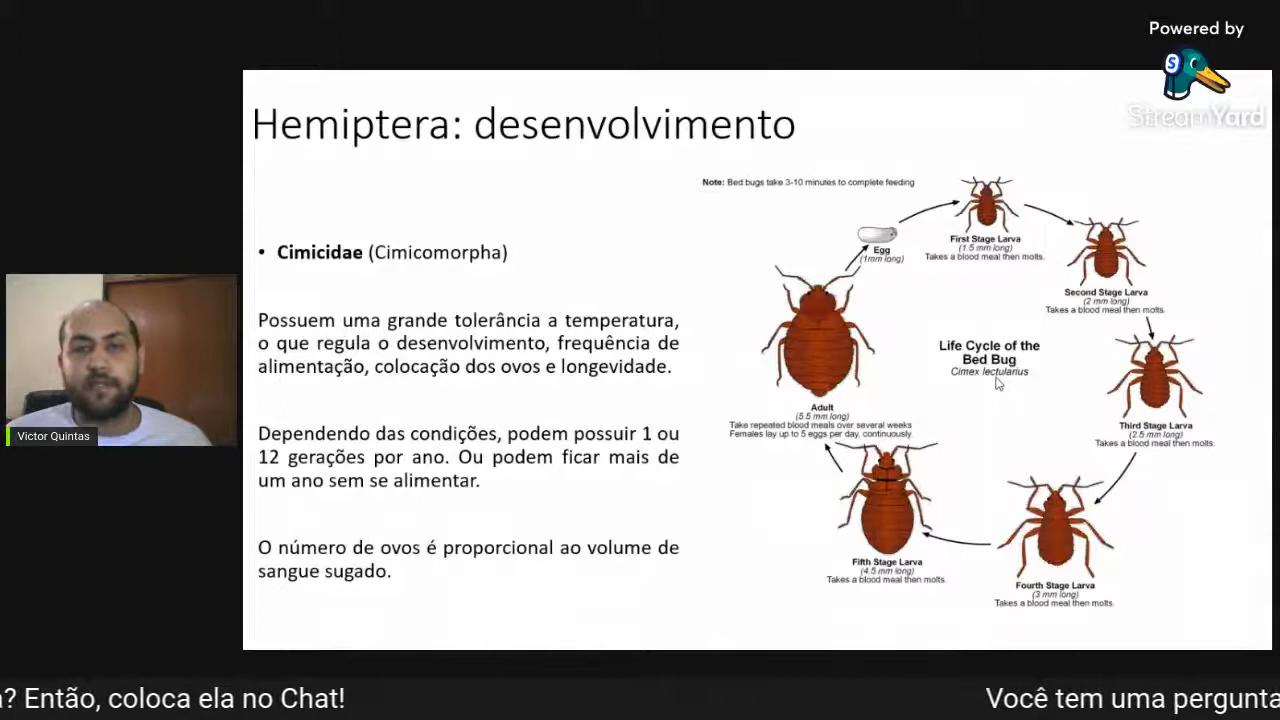 Powered by
StreamYard
Hemiptera: desenvolvimento
• Cimicidae (Cimicomorpha)
Possuem uma grande tolerância a temperatura,
o que regula o desenvolvimento, frequência de
alimentação, colocação dos ovos e longevidade.
Dependendo das condições, podem possuir 1 ou
12 gerações por ano. Ou podem ficar mais de
um ano sem se alimentar.
O número de ovos é proporcional ao volume de
sangue sugado.
Note: Bed bugs take 3-10 minutes to complete feeding
Egg
(1mm long)
First Stage Larva
(1.5 mm long)
Takes a blood meal then molts.
Second Stage Larva
(2 mm long)
Takes a blood meal then molts.
Life Cycle of the
Bed Bug
Cimex lectularius
Third Stage Larva
(2.5 mm long)
Takes a blood meal then molts.
Fourth Stage Larva
(3 mm long)
Takes a blood meal then molts.
Fifth Stage Larva
(4.5 mm long)
Takes a blood meal then molts.
Adult
(5.5 mm long)
Take repeated blood meals over several weeks
Females lay up to 5 eggs per day, continuously.
Victor Quintas
a? Então, coloca ela no Chat!
Você tem uma pergunta